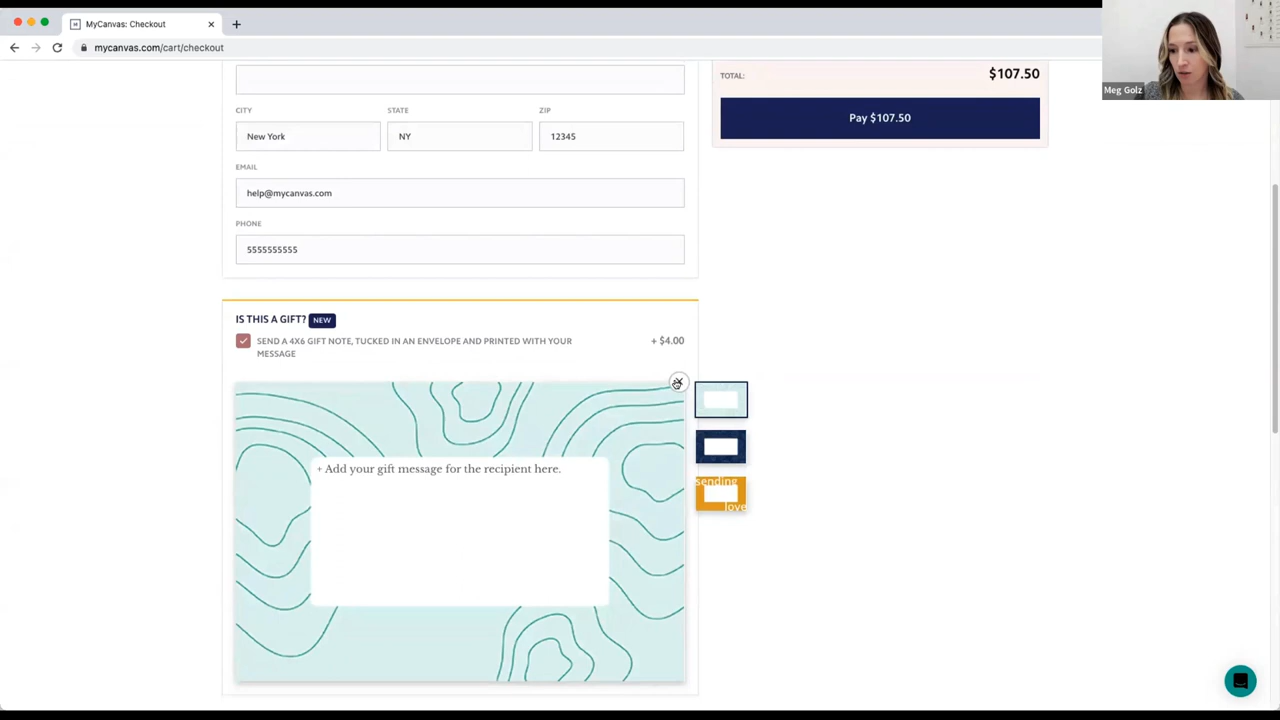 MyCanvas: Checkout
mycanvas.com/cart/checkout
Meg Golz
TOTAL: $107.50
Pay $107.50
CITY STATE ZIP
New York NY 12345
EMAIL
help@mycanvas.com
PHONE
5555555555
IS THIS A GIFT? NEW
SEND A 4X6 GIFT NOTE, TUCKED IN AN ENVELOPE AND PRINTED WITH YOUR + $4.00
MESSAGE
+ Add your gift message for the recipient here.
sending
love